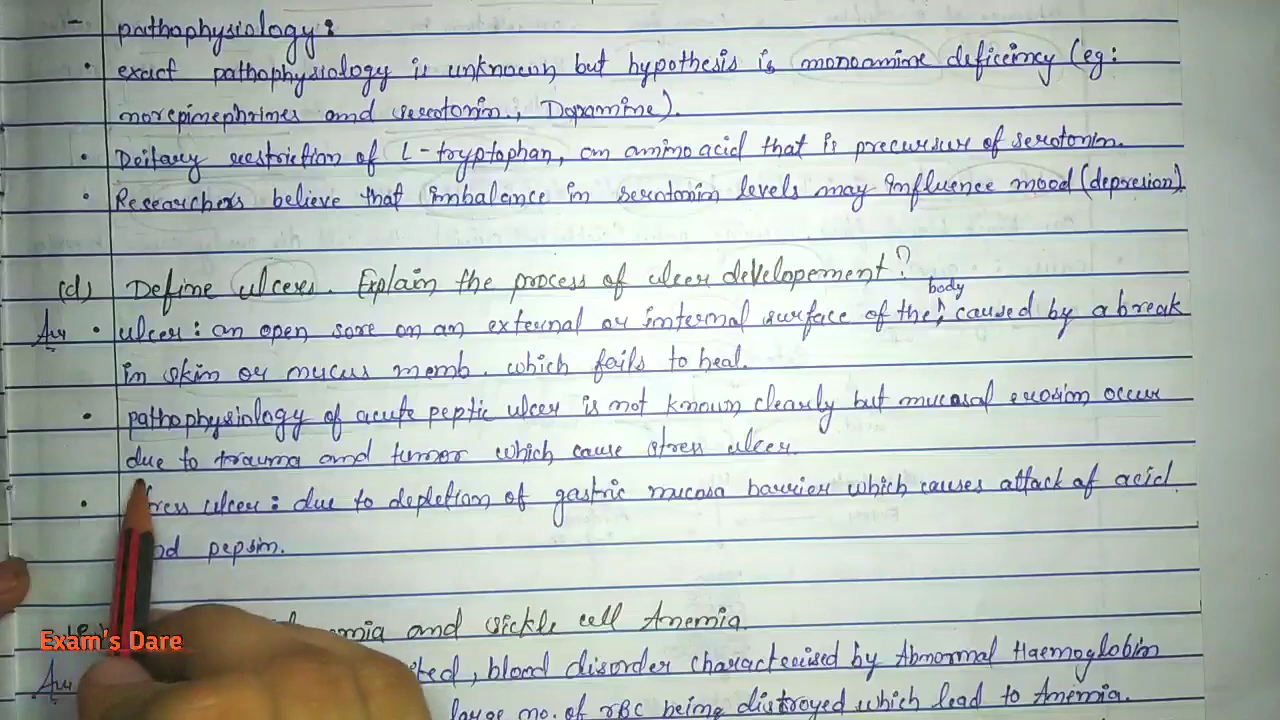 - pathophysiology:
• exact pathophysiology is unknown but hypothesis is monoamine deficiency (eg:
norepinephrines and serotonin, Dopamine).
• Deitary restriction of L-tryptophan, an amino acid that is precursur of serotonin.
• Researchers believe that imbalance in serotonin levels may influence mood (depresion).
(d) Define ulcers. Explain the process of ulcer developement?
Ans • ulcer: an open sore on an external or internal surface of the body caused by a break
in skin or mucus memb. which fails to heal.
• pathophysiology of acute peptic ulcer is not known clearly but mucosal erosion occur
due to trauma and tumor which cause stress ulcer.
• stress ulcer: due to depletion of gastric mucosa barrier which causes attack of acid
pepsin.
and sickle cell Anemia
Exam's Dare
Ans blood disorder characterised by Abnormal Haemoglobin
large no. of RBC being distroyed which lead to Anemia.